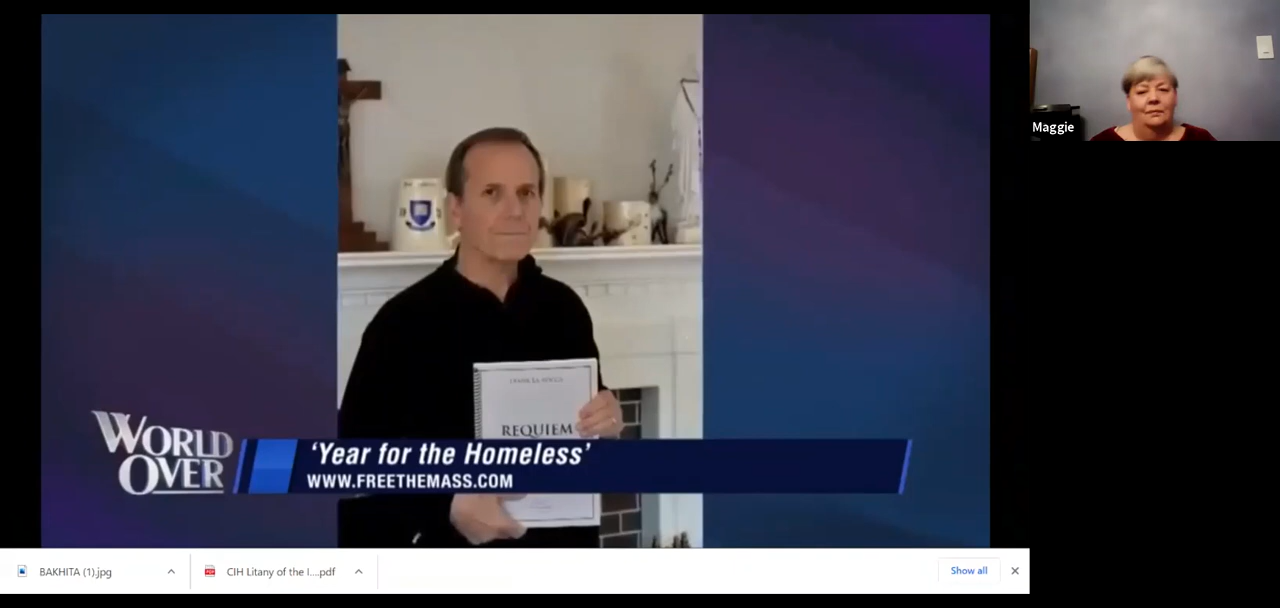 Maggie
REQUIEM
WORLD
OVER
‘Year for the Homeless’
WWW.FREETHEMASS.COM
BAKHITA (1).jpg
CIH Litany of the I....pdf
Show all